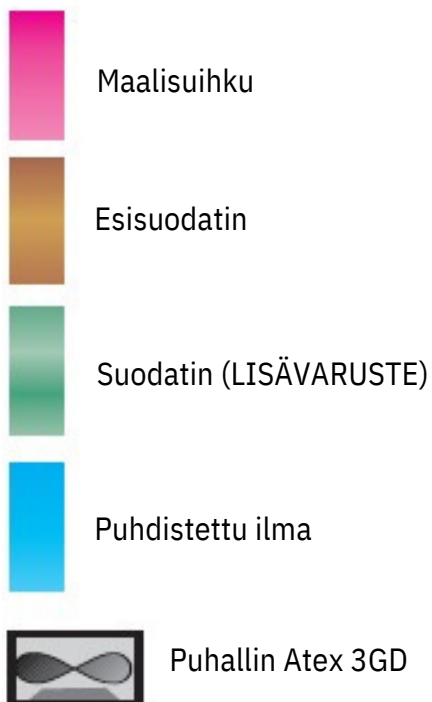 Maalisuihku
Esisuodatin
Suodatin (LISÄVARUSTE)
Puhdistettu ilma
Puhallin Atex 3GD